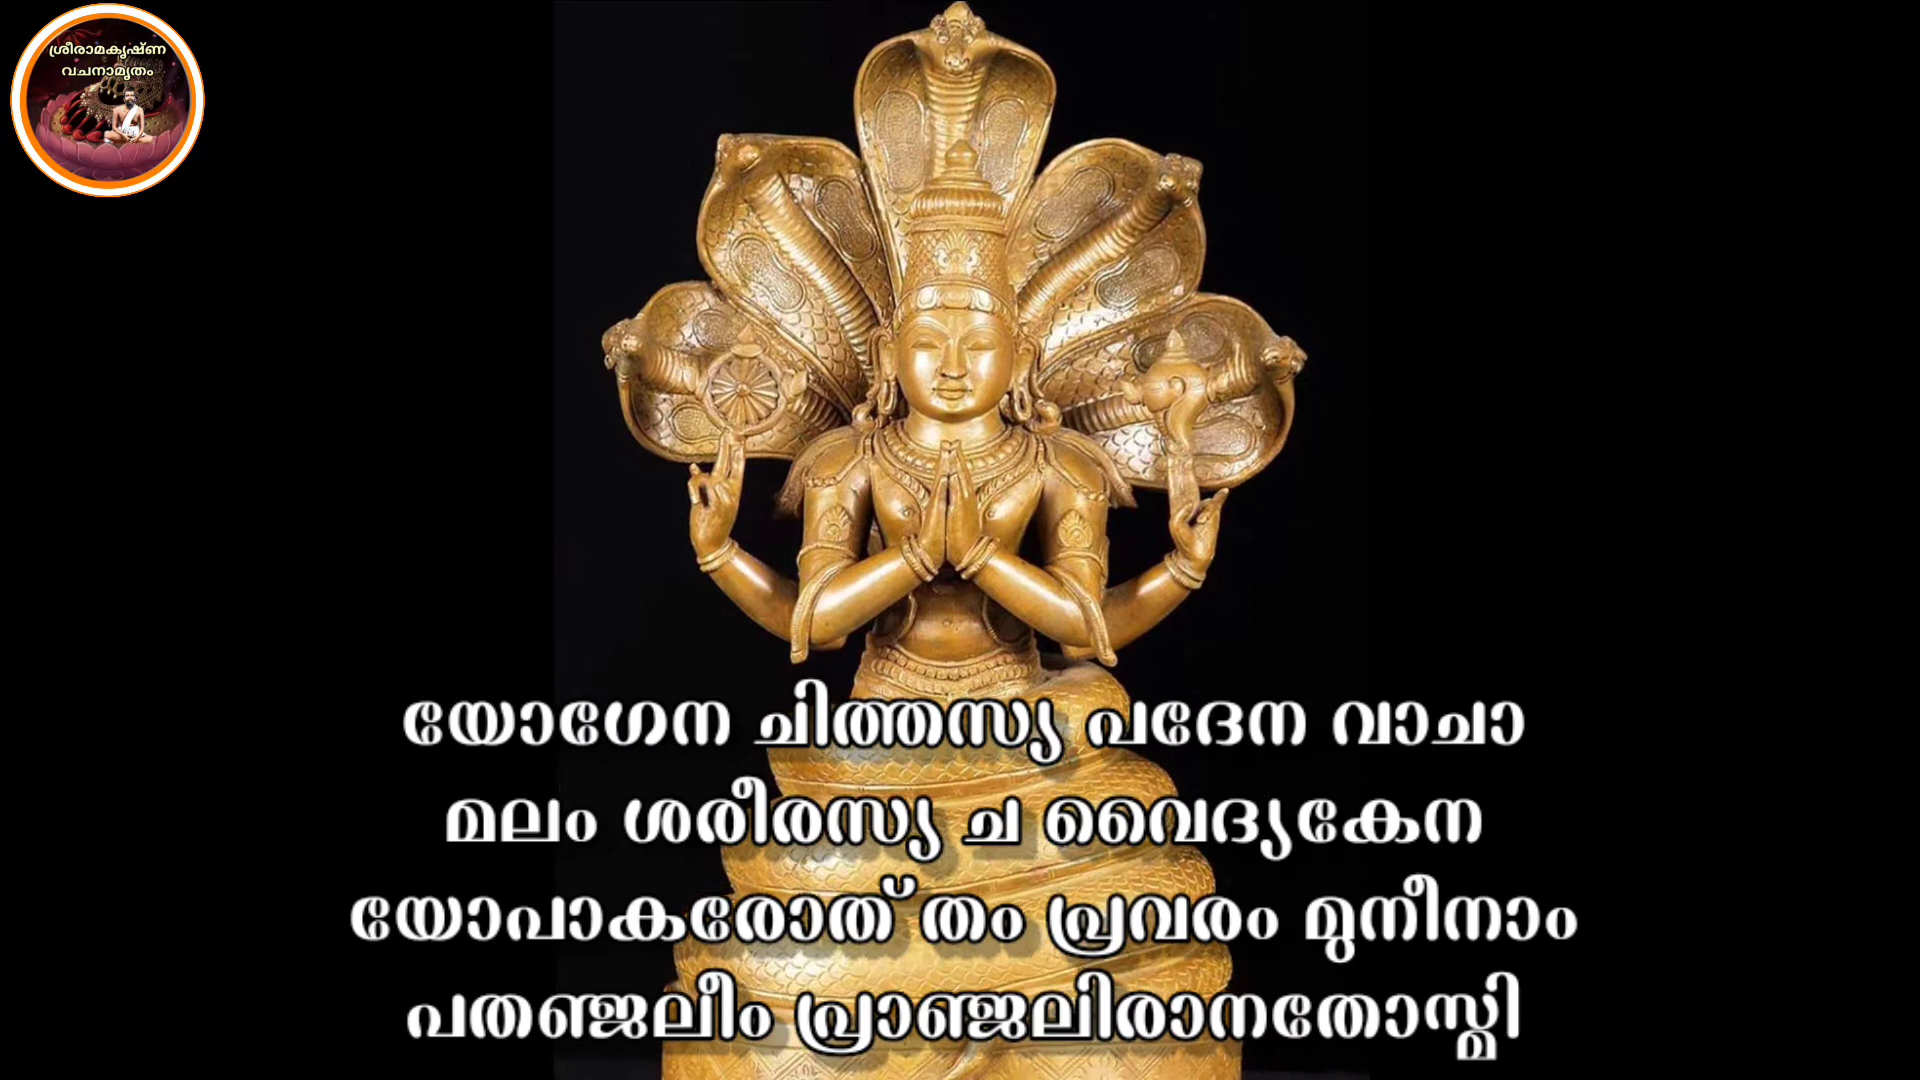 ശ്രീരാമകൃഷ്ണ
വചനാമൃതം
യോഗേന ചിത്തസ്യ പദേന വാചാ
മലം ശരീരസ്യ ച വൈദ്യകേന
യോപാകരോത് തം പ്രവരം മുനീനാം
പതഞ്ജലീം പ്രാഞ്ജലിരാനതോസ്മി